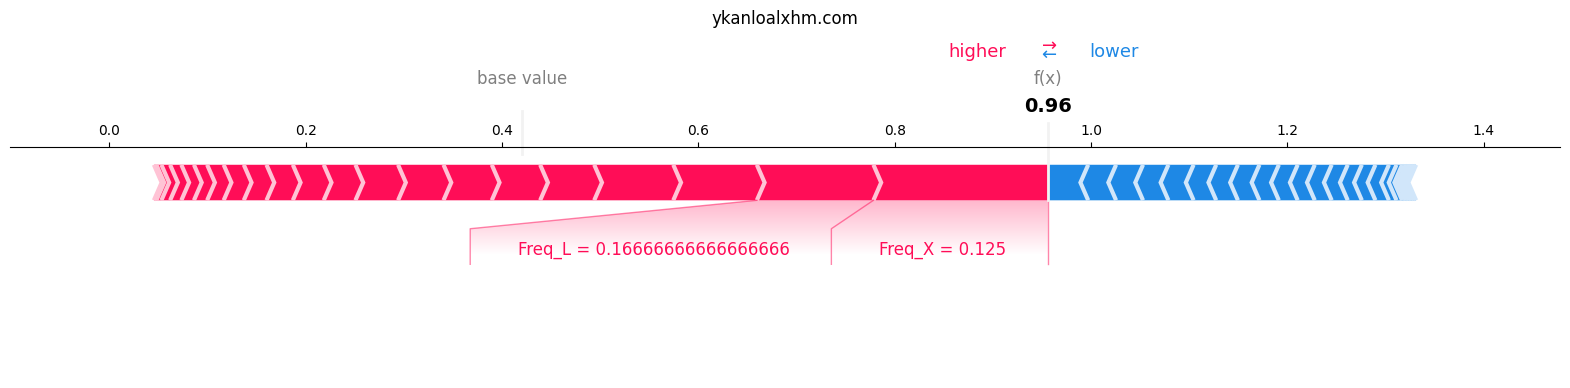 ykanloalxhm.com
higher → ← lower
base value f(x)
0.96
0.0 0.2 0.4 0.6 0.8 1.0 1.2 1.4
Freq_L = 0.16666666666666666 Freq_X = 0.125